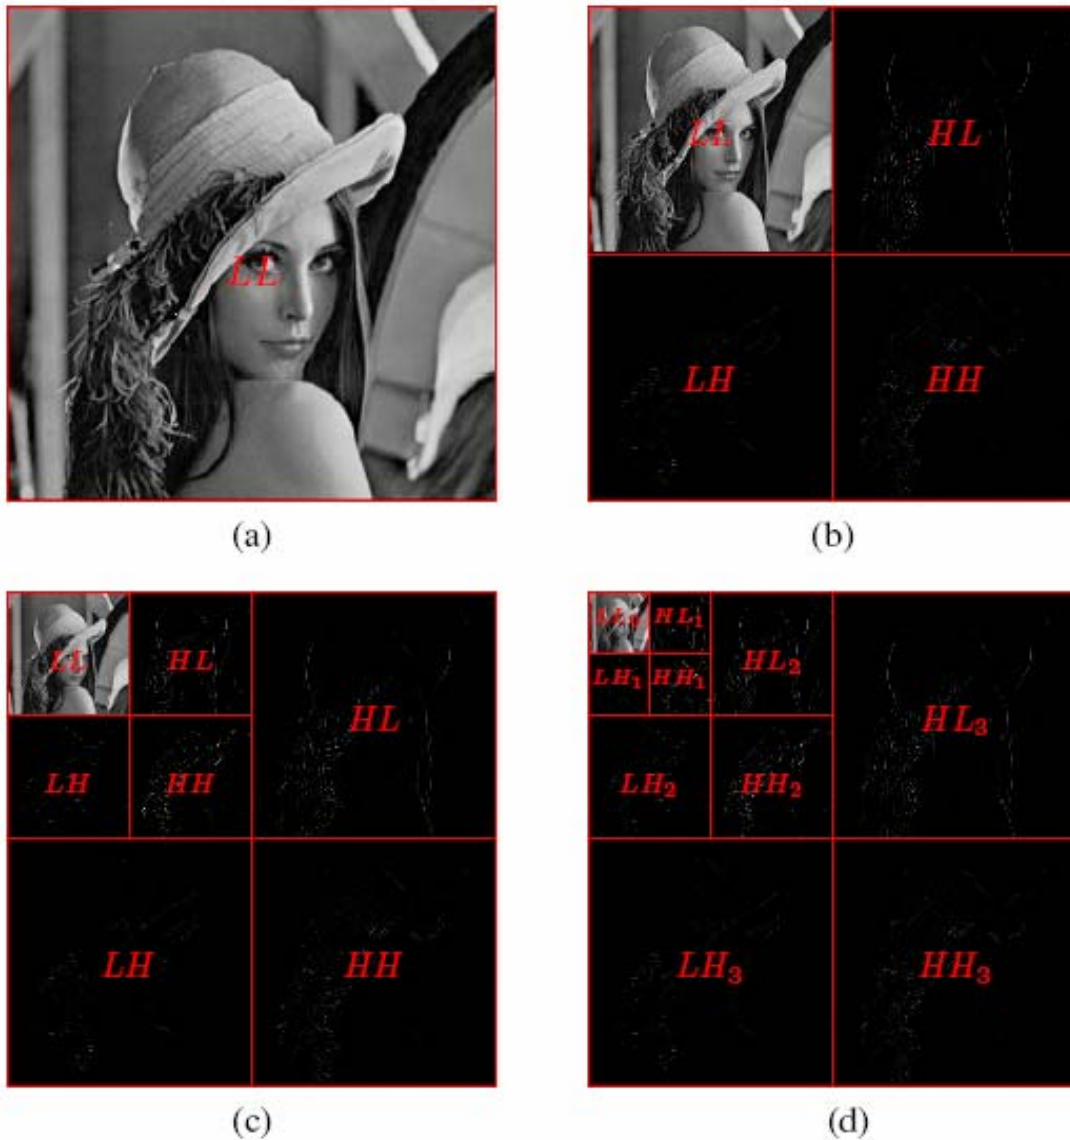 LL
LL HL
LH HH
(a) (b)
LL HL
HL
LH HH
LH HH
LL₀ HL₁
LH₁ HH₁
HL₂
HL₃
LH₂ HH₂
LH₃ HH₃
(c) (d)